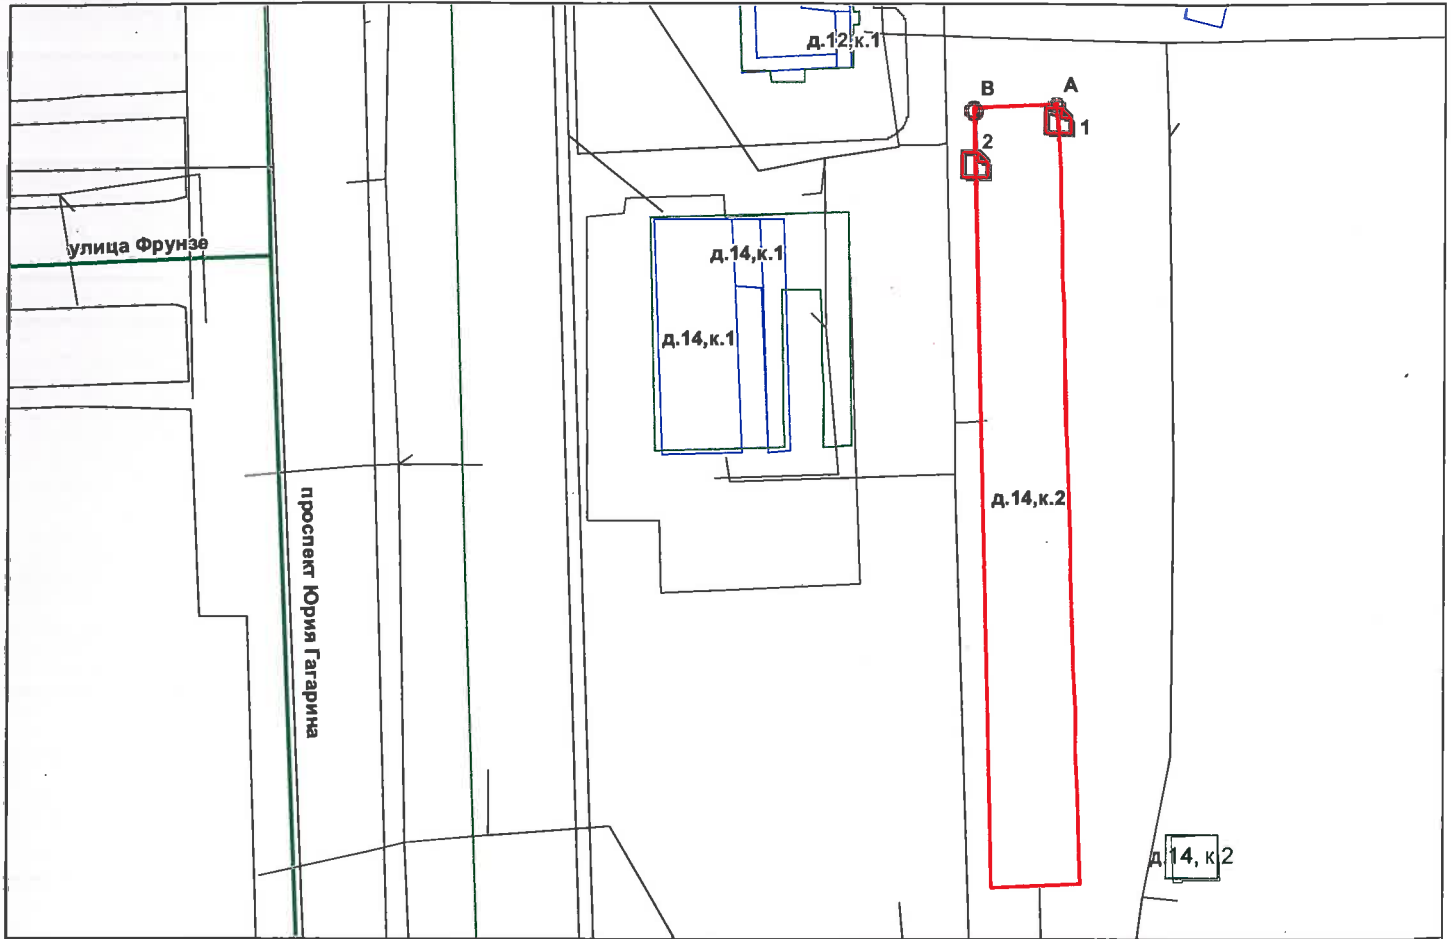 д.12,к.1
В
А
1
2
улица Фрунзе
д.14,к.1
д.14,к.1
д.14,к.2
проспект Юрия Гагарина
д.14, к.2